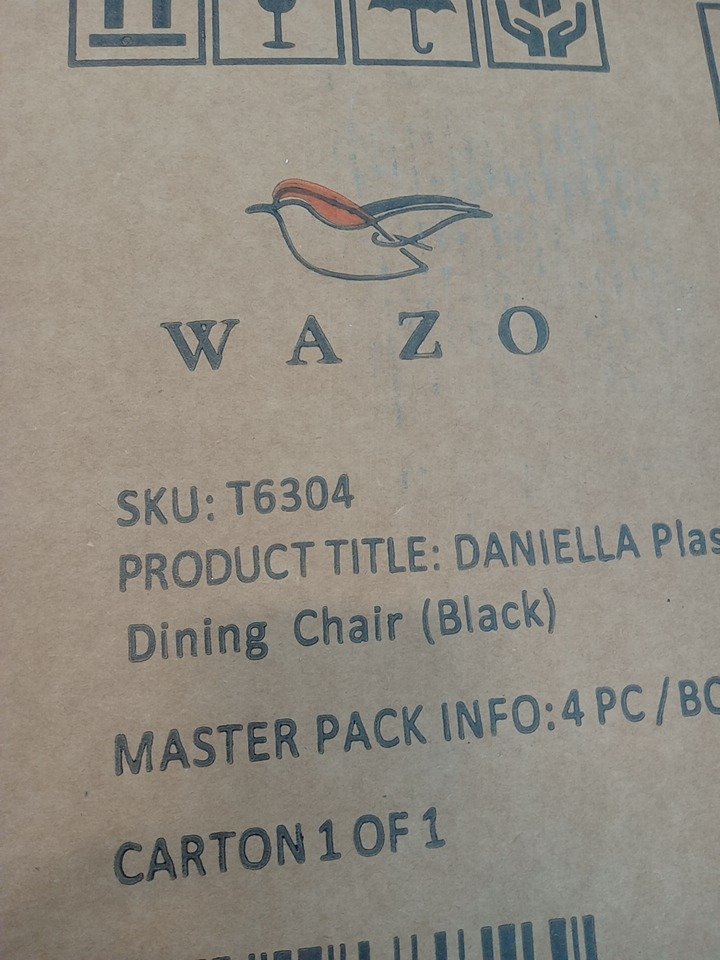 WAZO
SKU: T6304
PRODUCT TITLE: DANIELLA Plas
Dining Chair (Black)
MASTER PACK INFO: 4 PC / BO
CARTON 1 OF 1